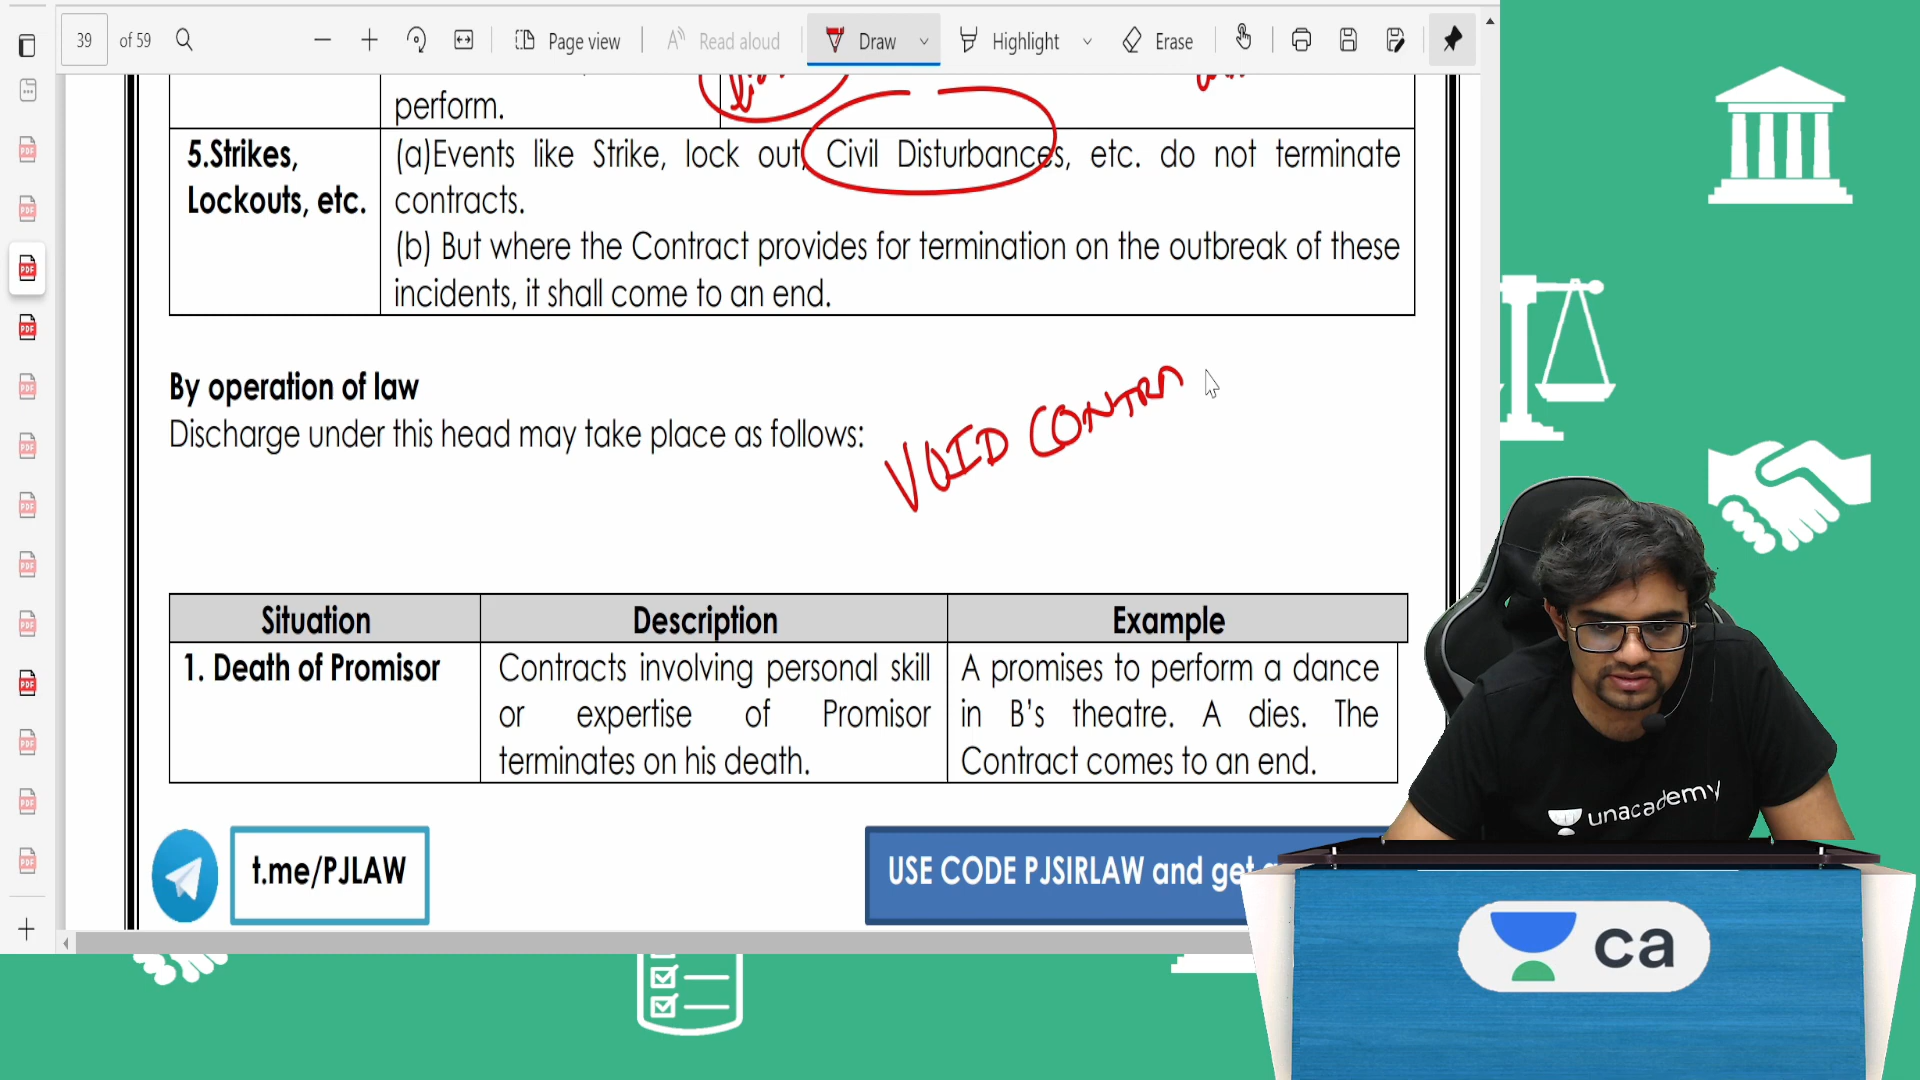 39 of 59
Page view
Read aloud
Draw
Highlight
Erase
perform.
5.Strikes, Lockouts, etc.
(a)Events like Strike, lock out, Civil Disturbances, etc. do not terminate
contracts.
(b) But where the Contract provides for termination on the outbreak of these
incidents, it shall come to an end.
By operation of law
Discharge under this head may take place as follows:
VOID CONTRA
Situation Description Example
1. Death of Promisor
Contracts involving personal skill
or expertise of Promisor
terminates on his death.
A promises to perform a dance
in B's theatre. A dies. The
Contract comes to an end.
t.me/PJLAW
USE CODE PJSIRLAW and get
unacademy
ca